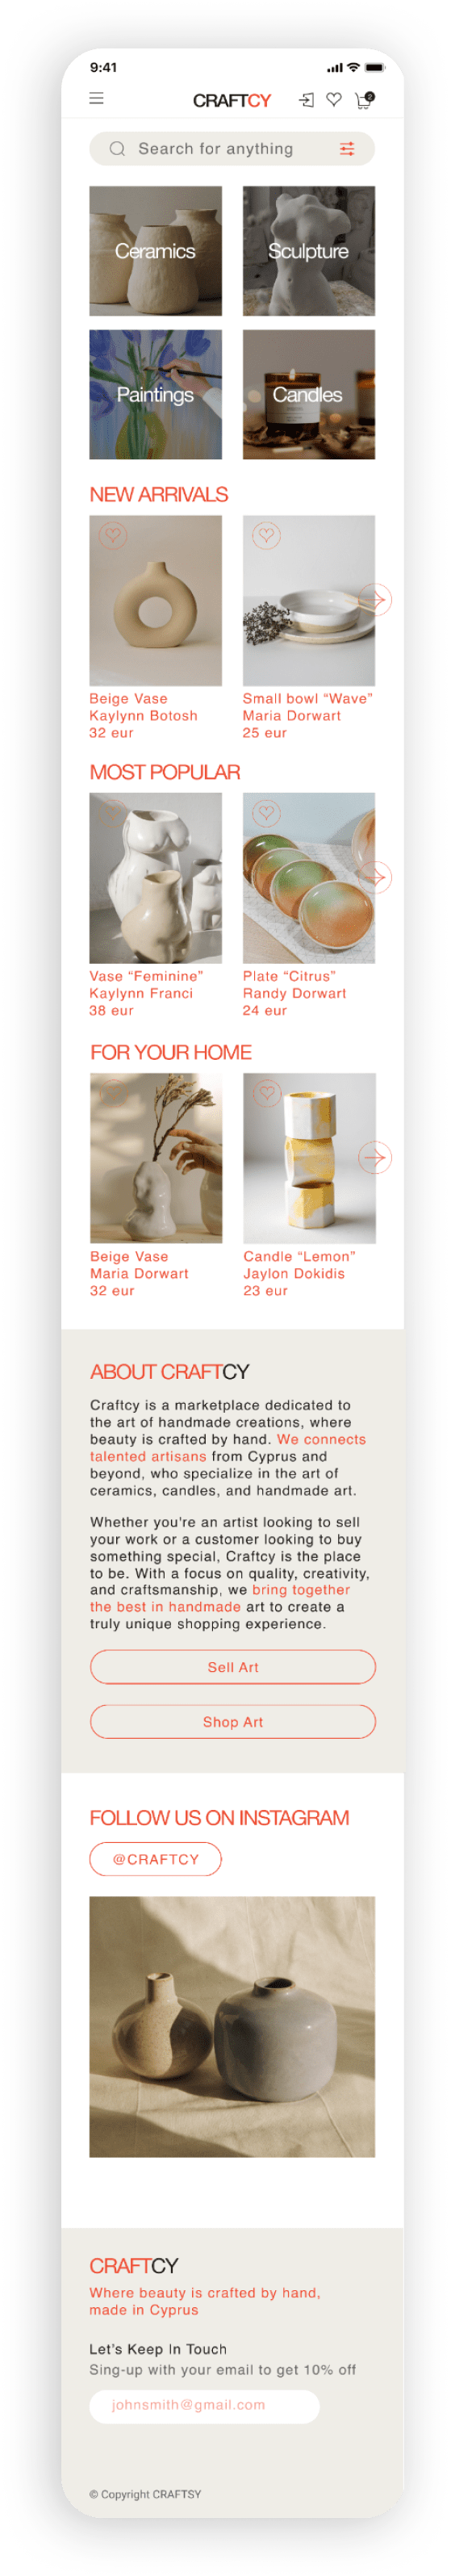 9:41
CRAFTCY
2
Search for anything
Ceramics
Sculpture
Paintings
Candles
NEW ARRIVALS
Beige Vase
Kaylynn Botosh
32 eur
Small bowl “Wave”
Maria Dorwart
25 eur
MOST POPULAR
Vase “Feminine”
Kaylynn Franci
38 eur
Plate “Citrus”
Randy Dorwart
24 eur
FOR YOUR HOME
Beige Vase
Maria Dorwart
32 eur
Candle “Lemon”
Jaylon Dokidis
23 eur
ABOUT CRAFTCY
Craftcy is a marketplace dedicated to
the art of handmade creations, where
beauty is crafted by hand. We connects
talented artisans from Cyprus and
beyond, who specialize in the art of
ceramics, candles, and handmade art.
Whether you're an artist looking to sell
your work or a customer looking to buy
something special, Craftcy is the place
to be. With a focus on quality, creativity,
and craftsmanship, we bring together
the best in handmade art to create a
truly unique shopping experience.
Sell Art
Shop Art
FOLLOW US ON INSTAGRAM
@CRAFTCY
CRAFTCY
Where beauty is crafted by hand,
made in Cyprus
Let’s Keep In Touch
Sing-up with your email to get 10% off
johnsmith@gmail.com
© Copyright CRAFTSY